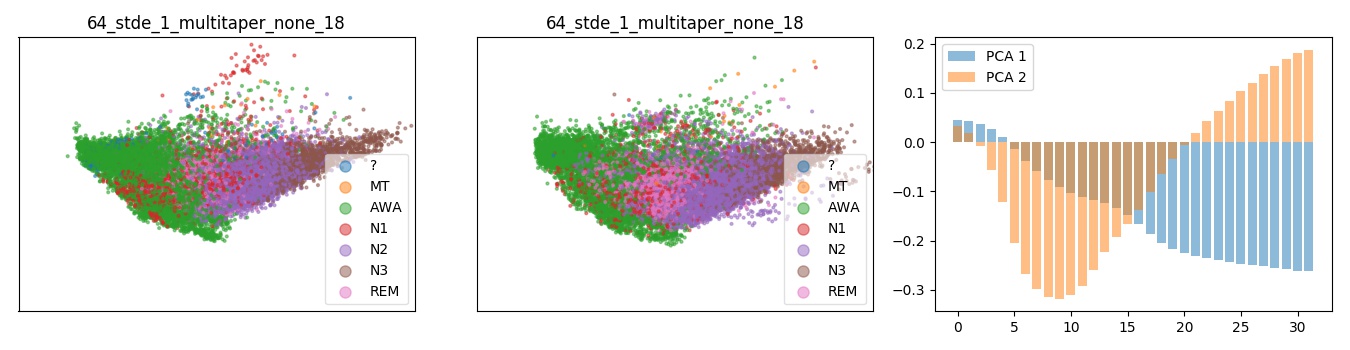 64_stde_1_multitaper_none_18
?
MT
AWA
N1
N2
N3
REM
64_stde_1_multitaper_none_18
?
MT
AWA
N1
N2
N3
REM
PCA 1
PCA 2
0.2
0.1
0.0
−0.1
−0.2
−0.3
0 5 10 15 20 25 30